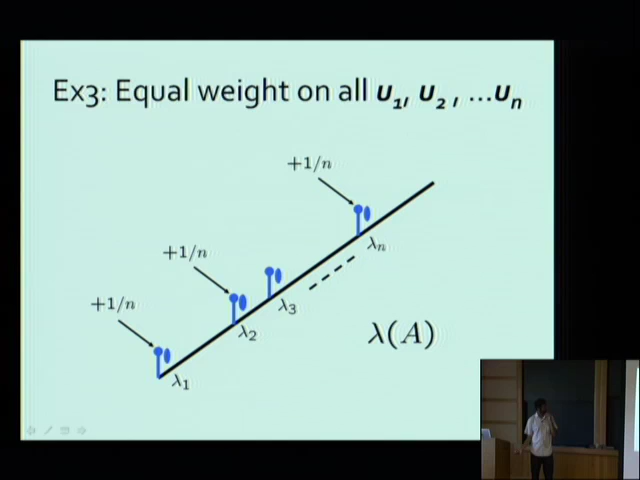 Ex3: Equal weight on all u₁, u₂, ...uₙ
+1/n
+1/n
+1/n
λₙ
λ₃
λ₂
λ₁
λ(A)